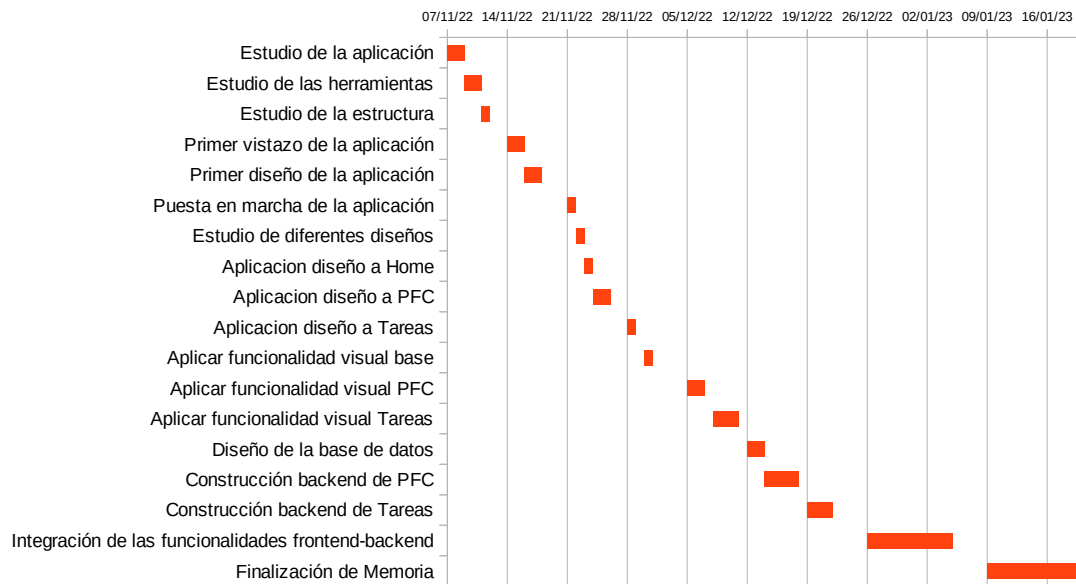 07/11/22 14/11/22 21/11/22 28/11/22 05/12/22 12/12/22 19/12/22 26/12/22 02/01/23 09/01/23 16/01/23
Estudio de la aplicación
Estudio de las herramientas
Estudio de la estructura
Primer vistazo de la aplicación
Primer diseño de la aplicación
Puesta en marcha de la aplicación
Estudio de diferentes diseños
Aplicacion diseño a Home
Aplicacion diseño a PFC
Aplicacion diseño a Tareas
Aplicar funcionalidad visual base
Aplicar funcionalidad visual PFC
Aplicar funcionalidad visual Tareas
Diseño de la base de datos
Construcción backend de PFC
Construcción backend de Tareas
Integración de las funcionalidades frontend-backend
Finalización de Memoria